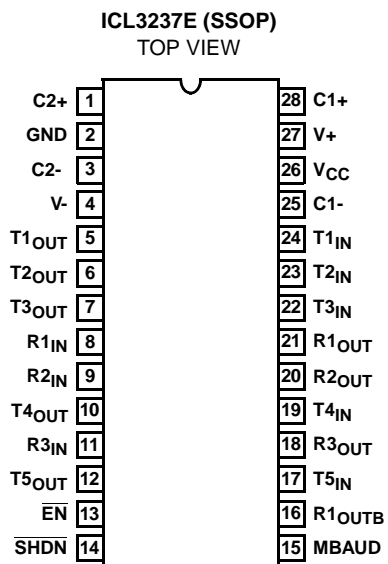 ICL3237E (SSOP)
TOP VIEW
C2+ 1 28 C1+
GND 2 27 V+
C2- 3 26 VCC
V- 4 25 C1-
T1OUT 5 24 T1IN
T2OUT 6 23 T2IN
T3OUT 7 22 T3IN
R1IN 8 21 R1OUT
R2IN 9 20 R2OUT
T4OUT 10 19 T4IN
R3IN 11 18 R3OUT
T5OUT 12 17 T5IN
EN 13 16 R1OUTB
SHDN 14 15 MBAUD